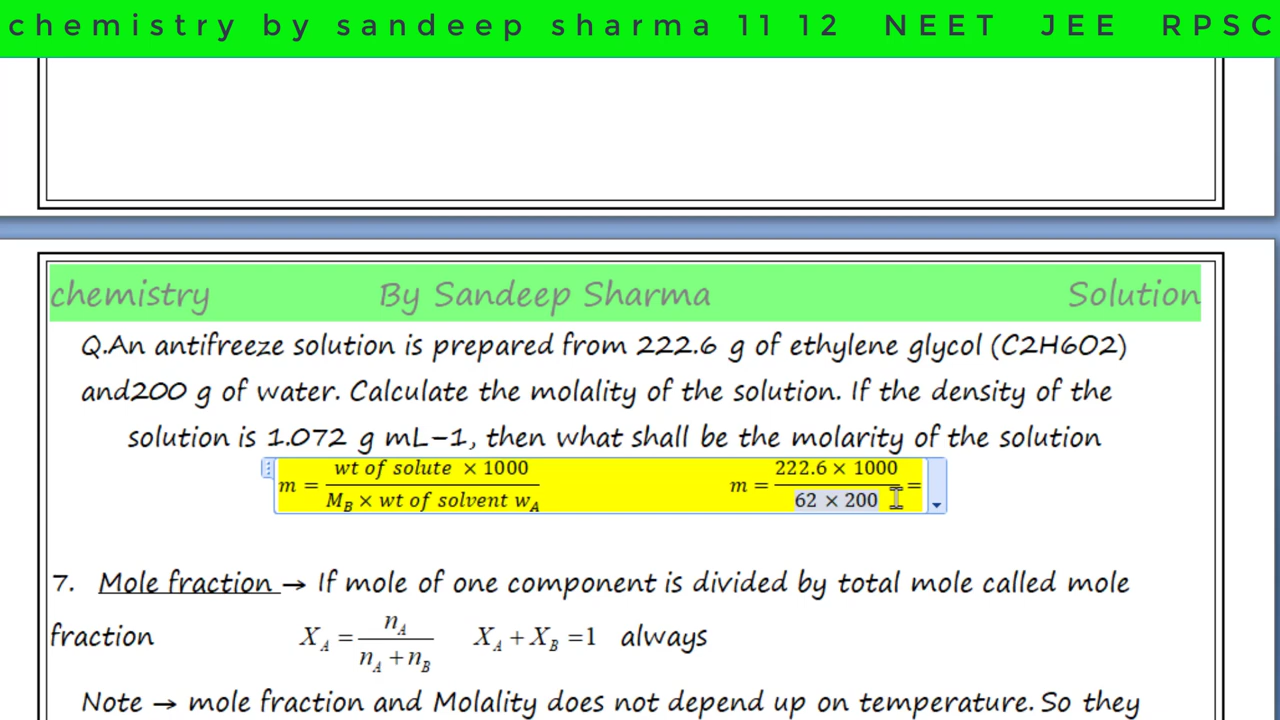 chemistry by sandeep sharma 11 12 NEET JEE RPSC
chemistry By Sandeep Sharma Solution
Q.An antifreeze solution is prepared from 222.6 g of ethylene glycol (C2H6O2)
and200 g of water. Calculate the molality of the solution. If the density of the
solution is 1.072 g mL–1, then what shall be the molarity of the solution
m = wt of solute × 1000 / M_B × wt of solvent w_A m = 222.6 × 1000 / 62 × 200 =
7. Mole fraction → If mole of one component is divided by total mole called mole
fraction X_A = n_A / n_A + n_B X_A + X_B = 1 always
Note → mole fraction and Molality does not depend up on temperature. So they